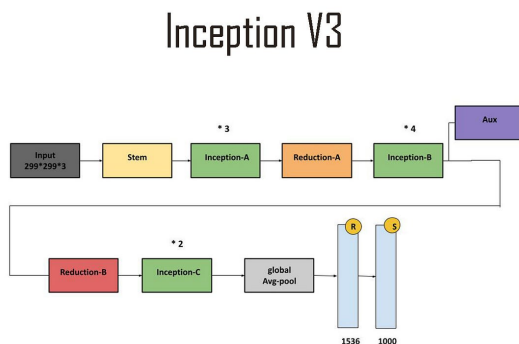 Inception V3
* 3
* 4
Aux
Input
299*299*3
Stem
Inception-A
Reduction-A
Inception-B
* 2
R
S
Reduction-B
Inception-C
global
Avg-pool
1536
1000